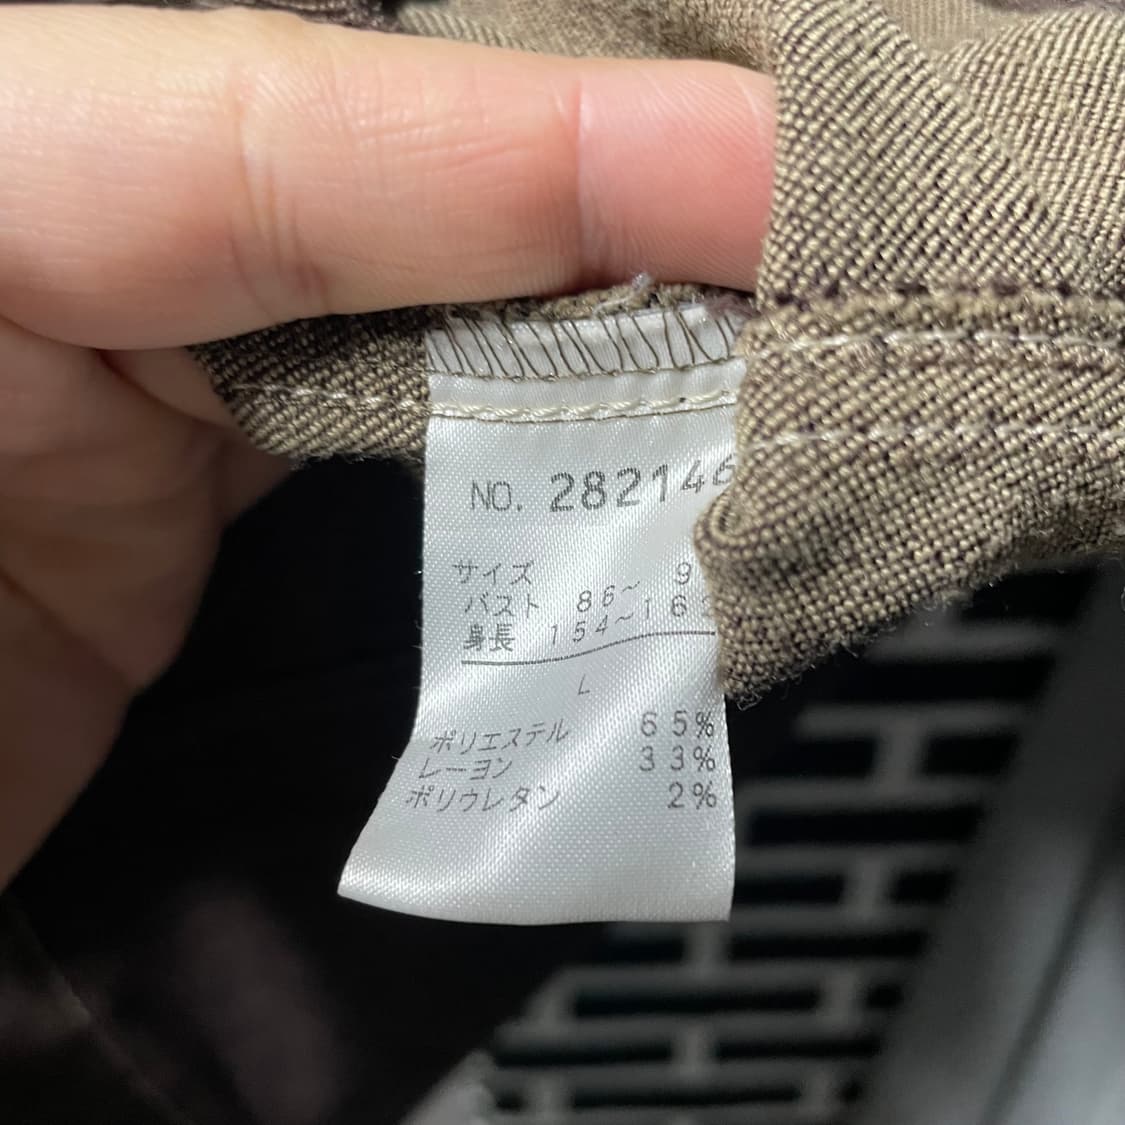 NO. 282146
サイズ 9
バスト 86~
身長 154~16
L
ポリエステル 65%
レーヨン 33%
ポリウレタン 2%